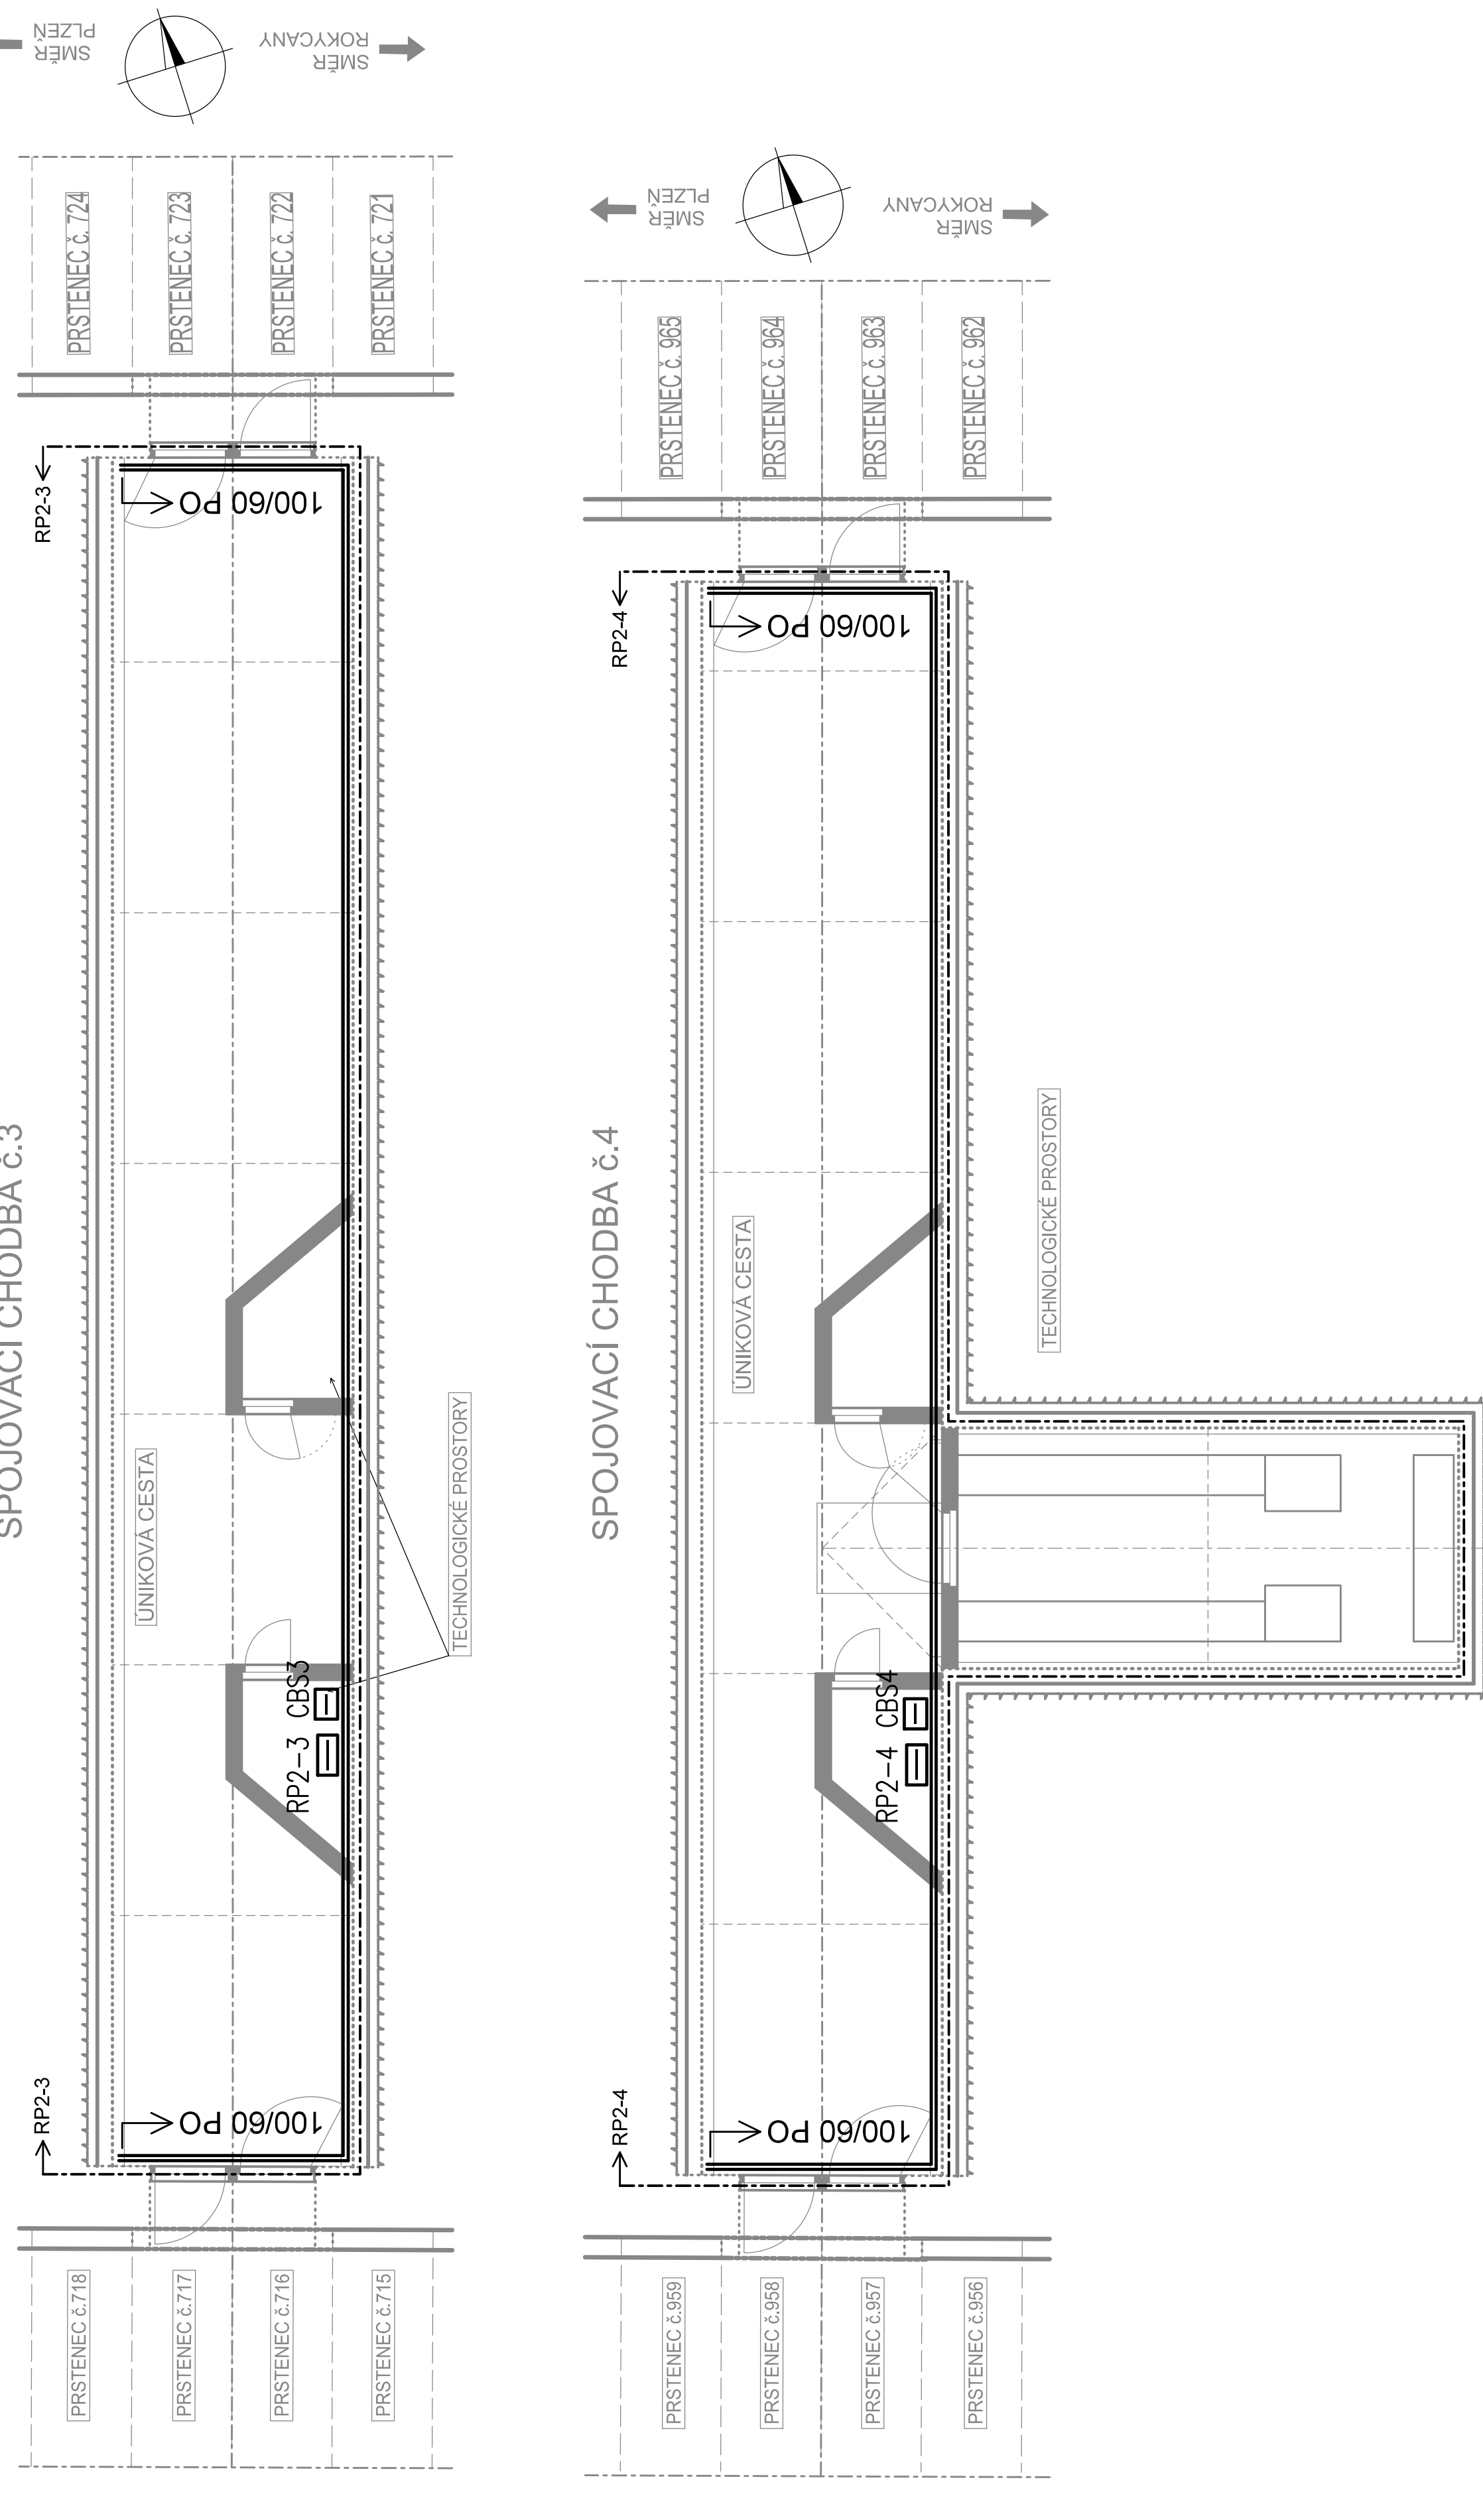 SMĚR
PLZEŇ
SMĚR
ROKYCANY
PRSTENEC č. 724
PRSTENEC č. 723
PRSTENEC č. 722
PRSTENEC č. 721
RP2-3
100/60 PO
SPOJOVACÍ CHODBA č.3
ÚNIKOVÁ CESTA
TECHNOLOGICKÉ PROSTORY
CBS3
RP2-3
RP2-3
100/60 PO
PRSTENEC č.718
PRSTENEC č.717
PRSTENEC č.716
PRSTENEC č.715
SMĚR
PLZEŇ
SMĚR
ROKYCANY
PRSTENEC č. 965
PRSTENEC č. 964
PRSTENEC č. 963
PRSTENEC č. 962
RP2-4
100/60 PO
SPOJOVACÍ CHODBA č.4
ÚNIKOVÁ CESTA
TECHNOLOGICKÉ PROSTORY
CBS4
RP2-4
RP2-4
100/60 PO
PRSTENEC č.959
PRSTENEC č.958
PRSTENEC č.957
PRSTENEC č.956